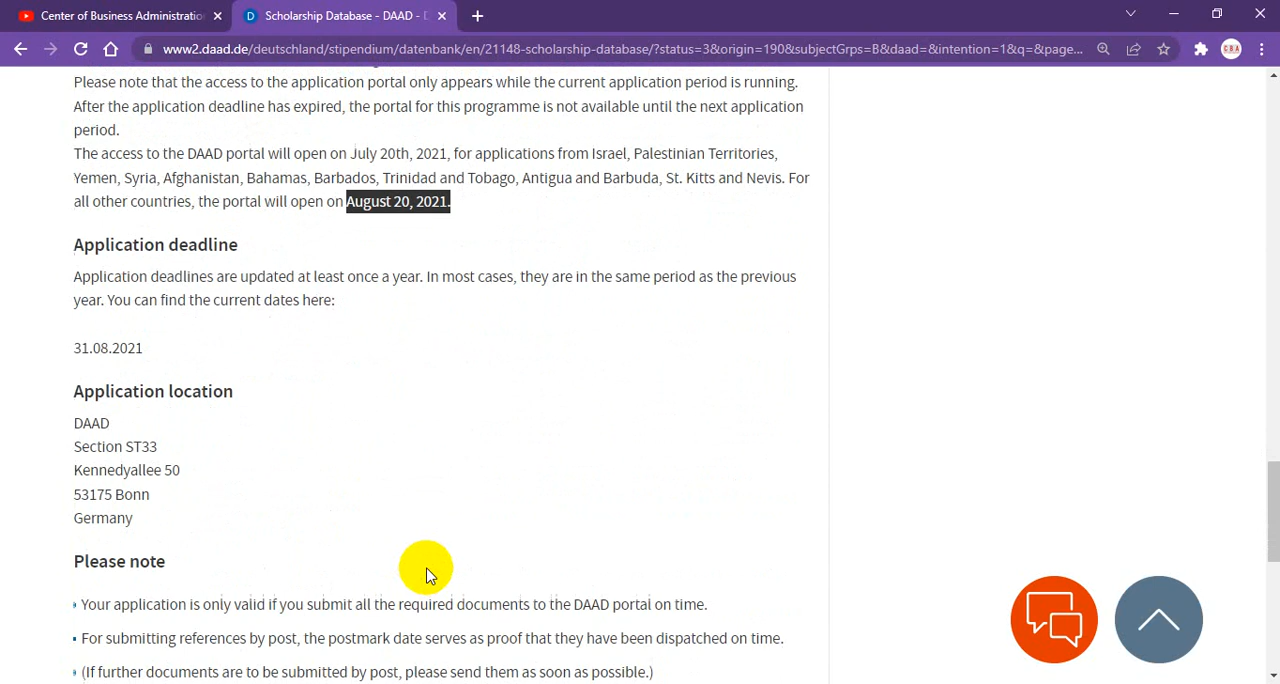 Center of Business Administratio
Scholarship Database - DAAD - D
www2.daad.de/deutschland/stipendium/datenbank/en/21148-scholarship-database/?status=3&origin=190&subjectGrps=B&daad=&intention=1&q=&page...
CBA
Please note that the access to the application portal only appears while the current application period is running.
After the application deadline has expired, the portal for this programme is not available until the next application
period.
The access to the DAAD portal will open on July 20th, 2021, for applications from Israel, Palestinian Territories,
Yemen, Syria, Afghanistan, Bahamas, Barbados, Trinidad and Tobago, Antigua and Barbuda, St. Kitts and Nevis. For
all other countries, the portal will open on August 20, 2021.
Application deadline
Application deadlines are updated at least once a year. In most cases, they are in the same period as the previous
year. You can find the current dates here:
31.08.2021
Application location
DAAD
Section ST33
Kennedyallee 50
53175 Bonn
Germany
Please note
Your application is only valid if you submit all the required documents to the DAAD portal on time.
For submitting references by post, the postmark date serves as proof that they have been dispatched on time.
(If further documents are to be submitted by post, please send them as soon as possible.)